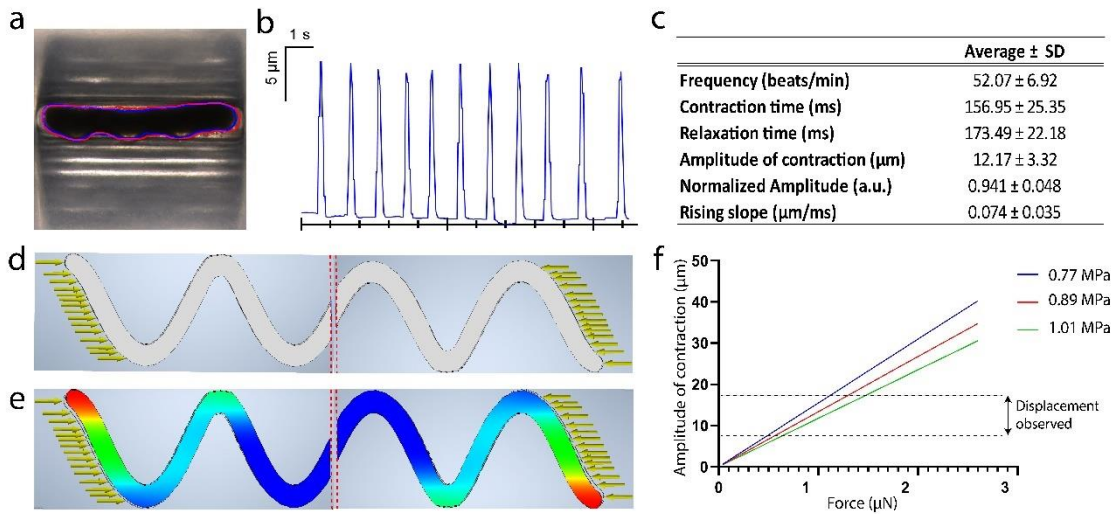 a
b
1 s
5 µm
c
Average ± SD
Frequency (beats/min) 52.07 ± 6.92
Contraction time (ms) 156.95 ± 25.35
Relaxation time (ms) 173.49 ± 22.18
Amplitude of contraction (µm) 12.17 ± 3.32
Normalized Amplitude (a.u.) 0.941 ± 0.048
Rising slope (µm/ms) 0.074 ± 0.035
d
e
f
Amplitude of contraction (µm)
50
40
30
20
10
0
0 1 2 3
Force (µN)
0.77 MPa
0.89 MPa
1.01 MPa
Displacement
observed